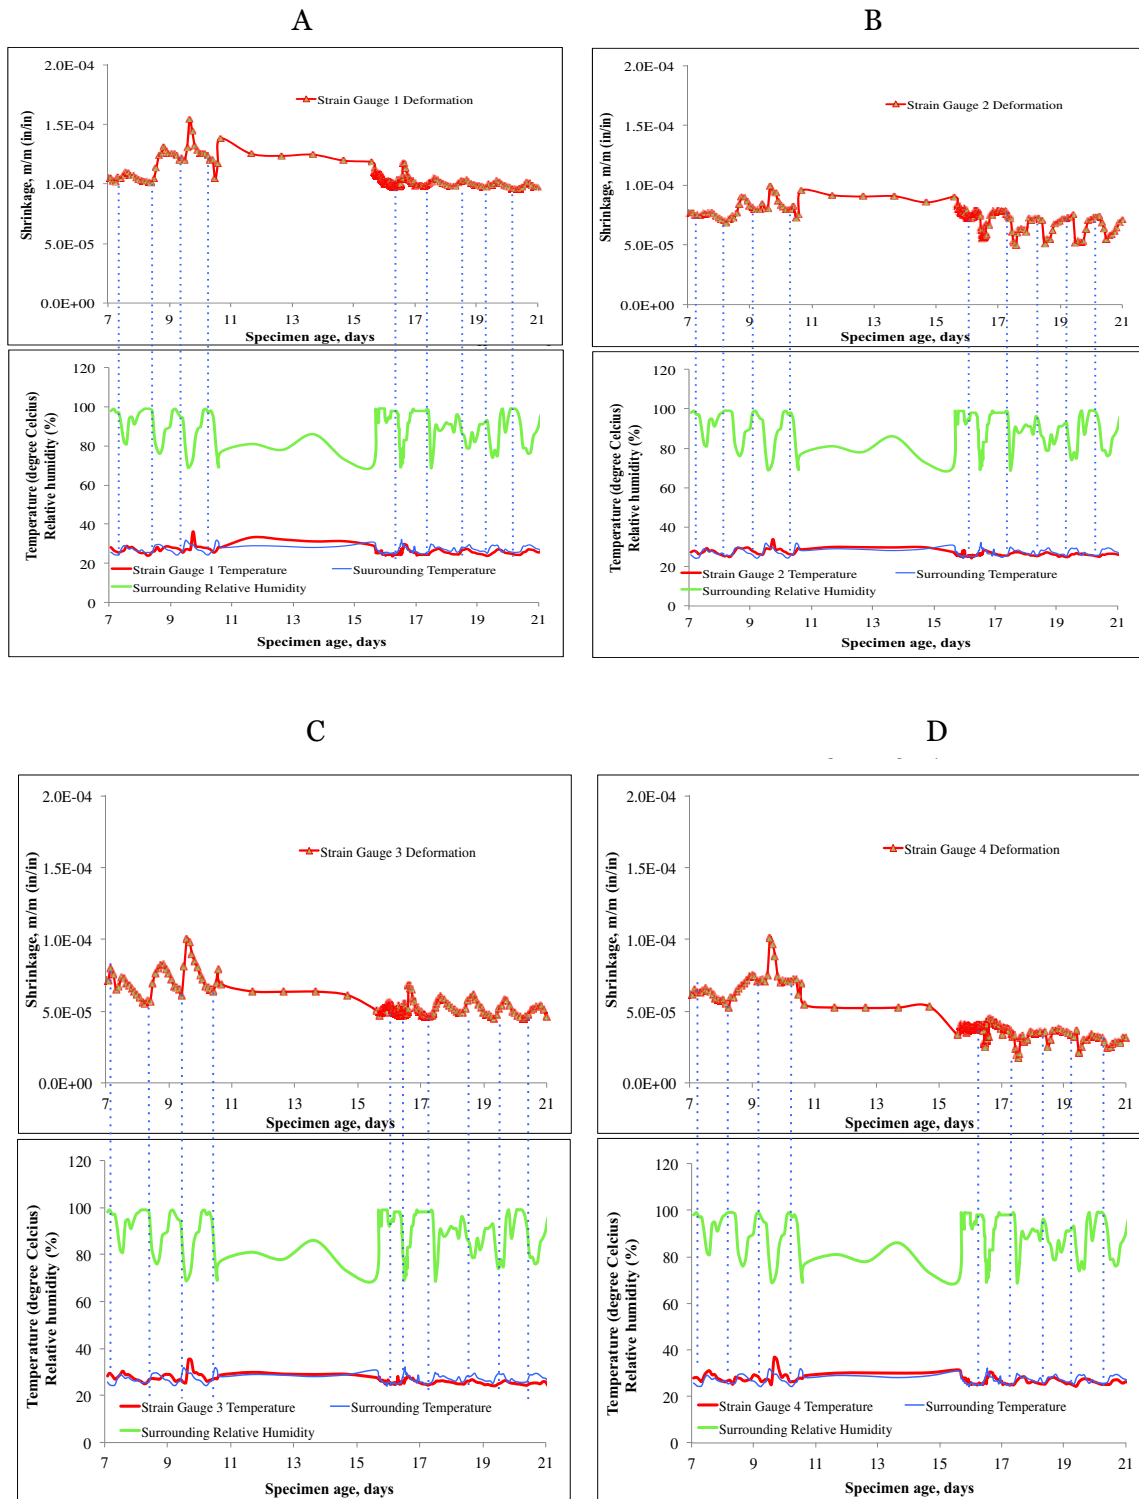 A
B
2.0E-04
1.5E-04
1.0E-04
5.0E-05
0.0E+00
Shrinkage, m/m (in/in)
Strain Gauge 1 Deformation
7 9 11 13 15 17 19 21
Specimen age, days
120
100
80
60
40
20
0
Temperature (degree Celcius)
Relative humidity (%)
Strain Gauge 1 Temperature
Surrounding Temperature
Surrounding Relative Humidity
7 9 11 13 15 17 19 21
Specimen age, days
2.0E-04
1.5E-04
1.0E-04
5.0E-05
0.0E+00
Shrinkage, m/m (in/in)
Strain Gauge 2 Deformation
7 9 11 13 15 17 19 21
Specimen age, days
120
100
80
60
40
20
0
Temperature (degree Celcius)
Relative humidity (%)
Strain Gauge 2 Temperature
Surrounding Temperature
Surrounding Relative Humidity
7 9 11 13 15 17 19 21
Specimen age, days
C
D
2.0E-04
1.5E-04
1.0E-04
5.0E-05
0.0E+00
Shrinkage, m/m (in/in)
Strain Gauge 3 Deformation
7 9 11 13 15 17 19 21
Specimen age, days
120
100
80
60
40
20
0
Temperature (degree Celcius)
Relative humidity (%)
Strain Gauge 3 Temperature
Surrounding Temperature
Surrounding Relative Humidity
7 9 11 13 15 17 19 21
Specimen age, days
2.0E-04
1.5E-04
1.0E-04
5.0E-05
0.0E+00
Shrinkage, m/m (in/in)
Strain Gauge 4 Deformation
7 9 11 13 15 17 19 21
Specimen age, days
120
100
80
60
40
20
0
Temperature (degree Celcius)
Relative humidity (%)
Strain Gauge 4 Temperature
Surrounding Temperature
Surrounding Relative Humidity
7 9 11 13 15 17 19 21
Specimen age, days